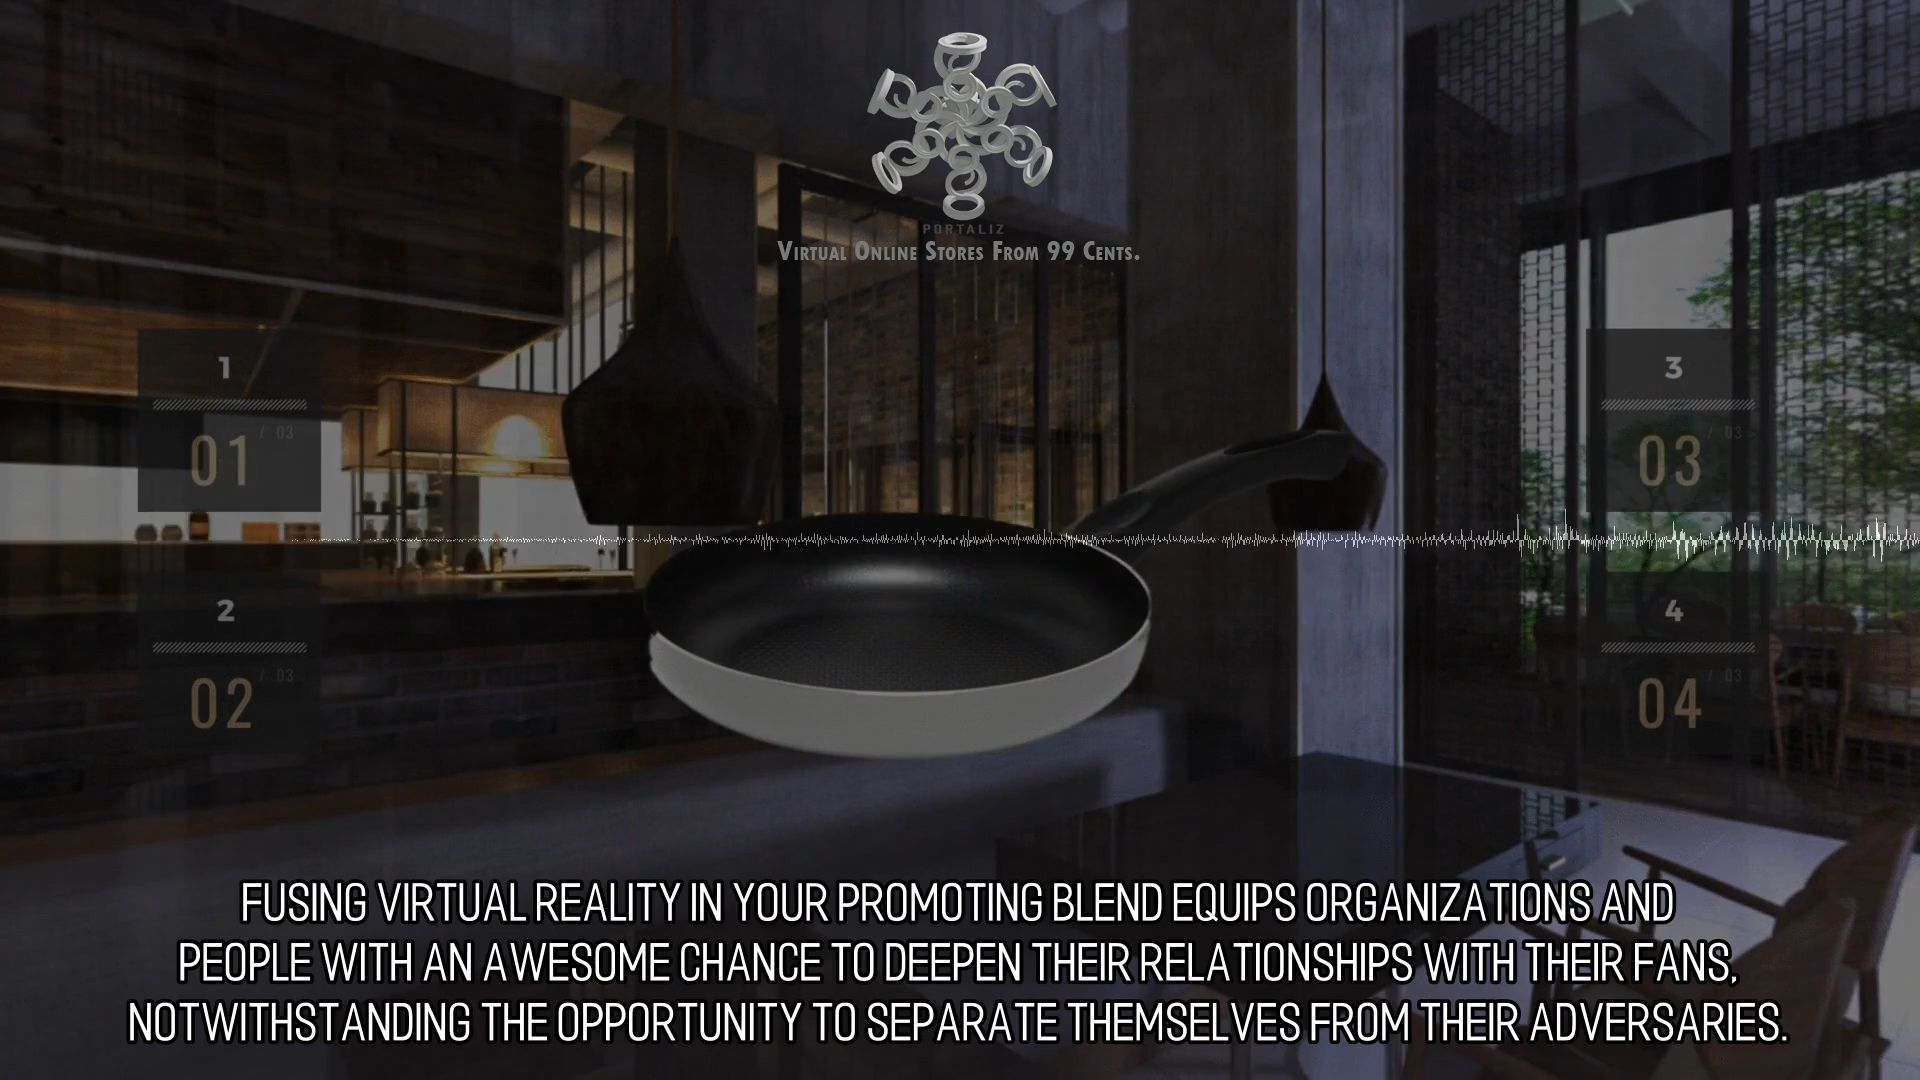 PORTALIZ
Virtual Online Stores From 99 Cents.
1
01 / 03
2
02 / 03
3
03 / 03
4
04 / 03
FUSING VIRTUAL REALITY IN YOUR PROMOTING BLEND EQUIPS ORGANIZATIONS AND
PEOPLE WITH AN AWESOME CHANCE TO DEEPEN THEIR RELATIONSHIPS WITH THEIR FANS,
NOTWITHSTANDING THE OPPORTUNITY TO SEPARATE THEMSELVES FROM THEIR ADVERSARIES.